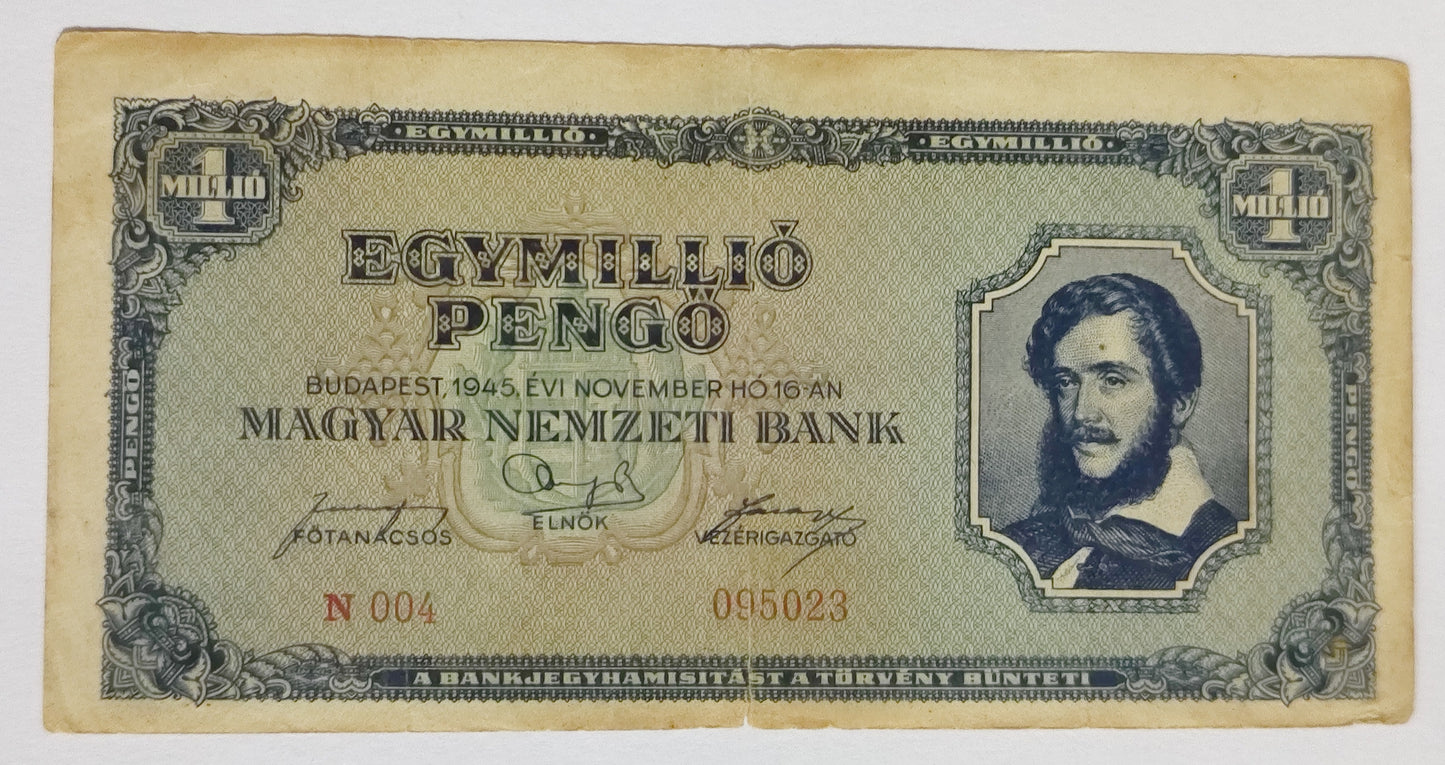 ·EGYMILLIÓ· ·EGYMILLIÓ·
1 MILLIÓ 1 MILLIÓ
EGYMILLIÓ
PENGŐ
BUDAPEST, 1945. ÉVI NOVEMBER HÓ 16-ÁN
MAGYAR NEMZETI BANK
FŐTANÁCSOS ELNÖK VEZÉRIGAZGATÓ
N 004 095023
PENGŐ PENGŐ
A BANKJEGYHAMISÍTÁST A TÖRVÉNY BÜNTETI